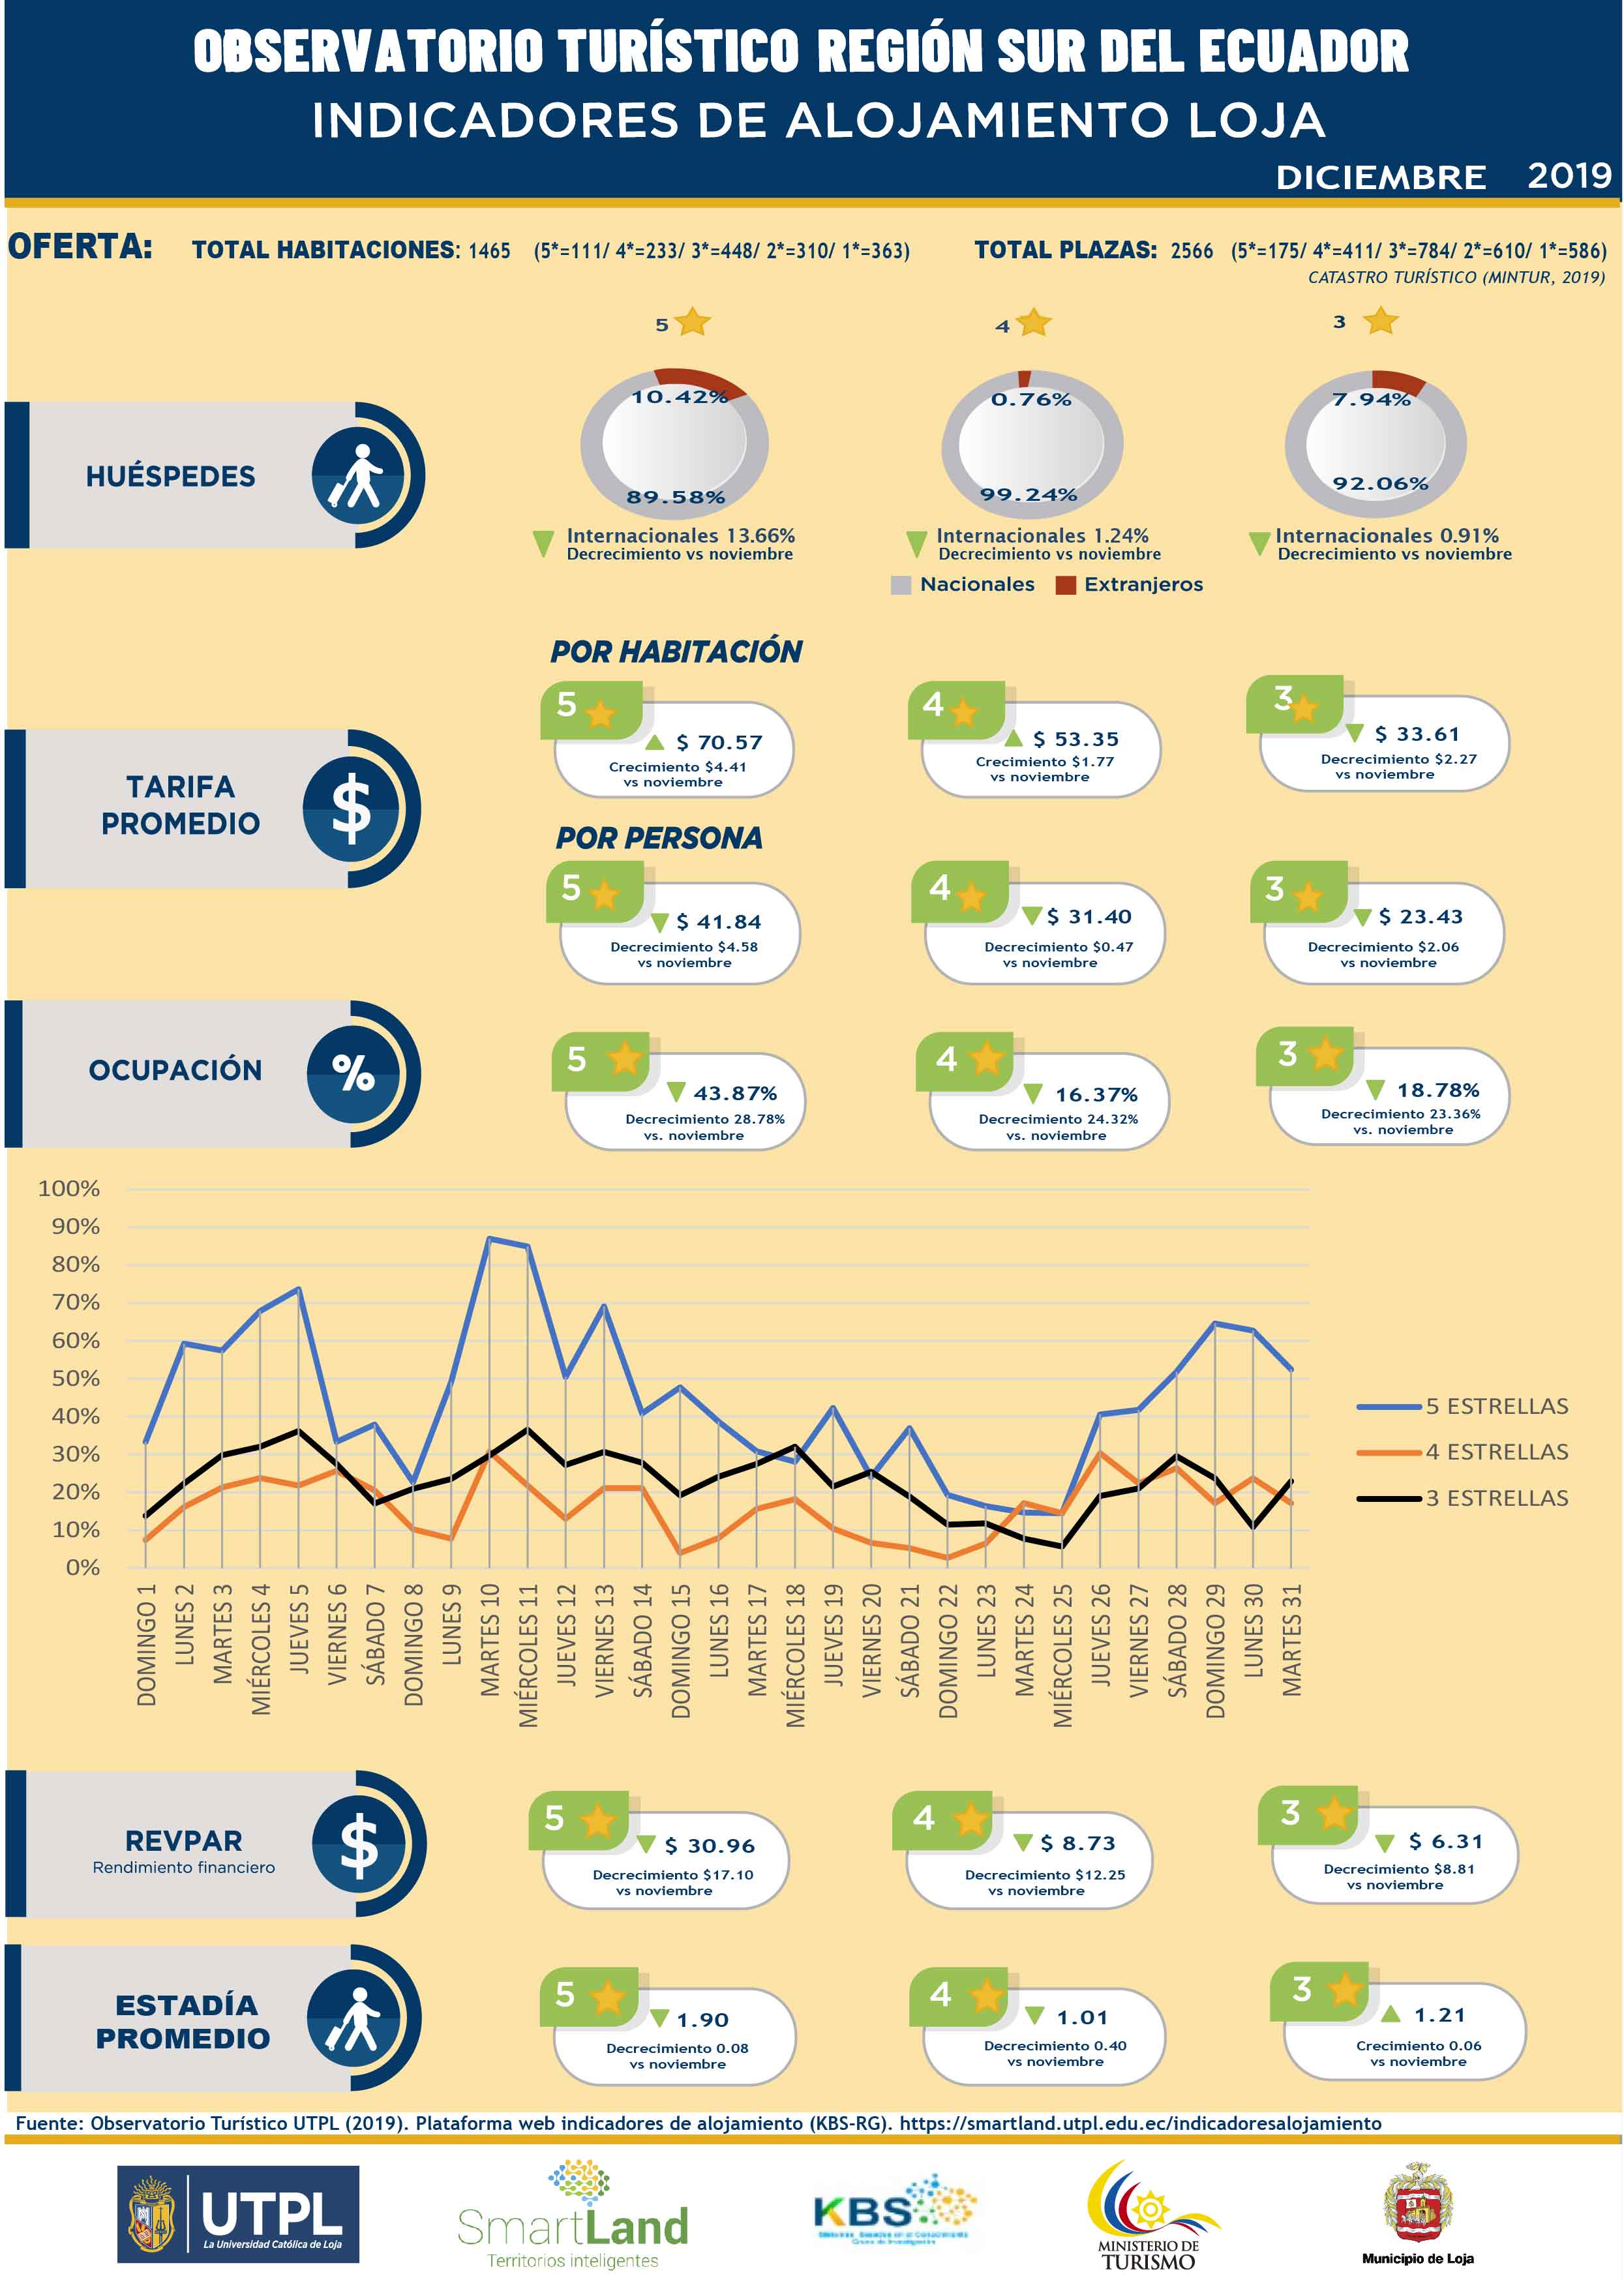 OBSERVATORIO TURÍSTICO REGIÓN SUR DEL ECUADOR
INDICADORES DE ALOJAMIENTO LOJA
DICIEMBRE 2019
OFERTA: TOTAL HABITACIONES: 1465 (5*=111/ 4*=233/ 3*=448/ 2*=310/ 1*=363) TOTAL PLAZAS: 2566 (5*=175/ 4*=411/ 3*=784/ 2*=610/ 1*=586)
CATASTRO TURÍSTICO (MINTUR, 2019)
5 4 3
HUÉSPEDES
10.42% 0.76% 7.94%
89.58% 99.24% 92.06%
Internacionales 13.66% Internacionales 1.24% Internacionales 0.91%
Decrecimiento vs noviembre Decrecimiento vs noviembre Decrecimiento vs noviembre
Nacionales Extranjeros
TARIFA
PROMEDIO
$
POR HABITACIÓN
5 4 3
$ 70.57 $ 53.35 $ 33.61
Crecimiento $4.41 Crecimiento $1.77 Decrecimiento $2.27
vs noviembre vs noviembre vs noviembre
POR PERSONA
5 4 3
$ 41.84 $ 31.40 $ 23.43
Decrecimiento $4.58 Decrecimiento $0.47 Decrecimiento $2.06
vs noviembre vs noviembre vs noviembre
OCUPACIÓN %
5 4 3
43.87% 16.37% 18.78%
Decrecimiento 28.78% Decrecimiento 24.32% Decrecimiento 23.36%
vs. noviembre vs. noviembre vs. noviembre
100%
90%
80%
70%
60%
50%
40%
30%
20%
10%
0%
DOMINGO 1
LUNES 2
MARTES 3
MIÉRCOLES 4
JUEVES 5
VIERNES 6
SÁBADO 7
DOMINGO 8
LUNES 9
MARTES 10
MIÉRCOLES 11
JUEVES 12
VIERNES 13
SÁBADO 14
DOMINGO 15
LUNES 16
MARTES 17
MIÉRCOLES 18
JUEVES 19
VIERNES 20
SÁBADO 21
DOMINGO 22
LUNES 23
MARTES 24
MIÉRCOLES 25
JUEVES 26
VIERNES 27
SÁBADO 28
DOMINGO 29
LUNES 30
MARTES 31
5 ESTRELLAS
4 ESTRELLAS
3 ESTRELLAS
REVPAR
Rendimiento financiero
$
5 4 3
$ 30.96 $ 8.73 $ 6.31
Decrecimiento $17.10 Decrecimiento $12.25 Decrecimiento $8.81
vs noviembre vs noviembre vs noviembre
ESTADÍA
PROMEDIO
5 4 3
1.90 1.01 1.21
Decrecimiento 0.08 Decrecimiento 0.40 Crecimiento 0.06
vs noviembre vs noviembre vs noviembre
Fuente: Observatorio Turístico UTPL (2019). Plataforma web indicadores de alojamiento (KBS-RG). https://smartland.utpl.edu.ec/indicadoresalojamiento
UTPL
La Universidad Católica de Loja
SmartLand
Territorios inteligentes
KBS
MINISTERIO DE
TURISMO
Municipio de Loja